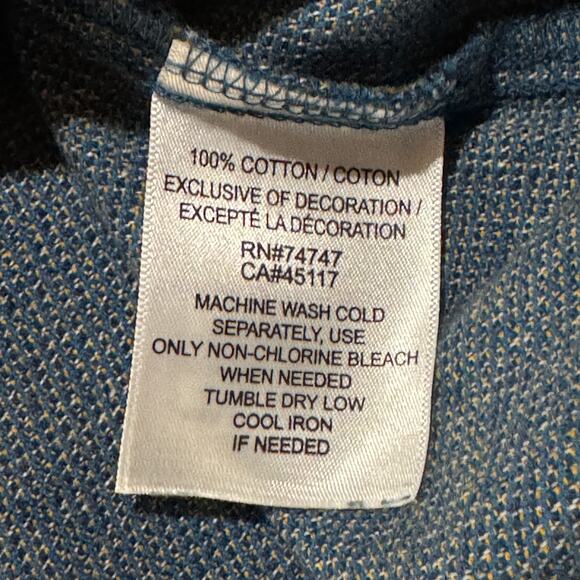 100% COTTON / COTON
EXCLUSIVE OF DECORATION /
EXCEPTÉ LA DÉCORATION
RN#74747
CA#45117
MACHINE WASH COLD
SEPARATELY, USE
ONLY NON-CHLORINE BLEACH
WHEN NEEDED
TUMBLE DRY LOW
COOL IRON
IF NEEDED